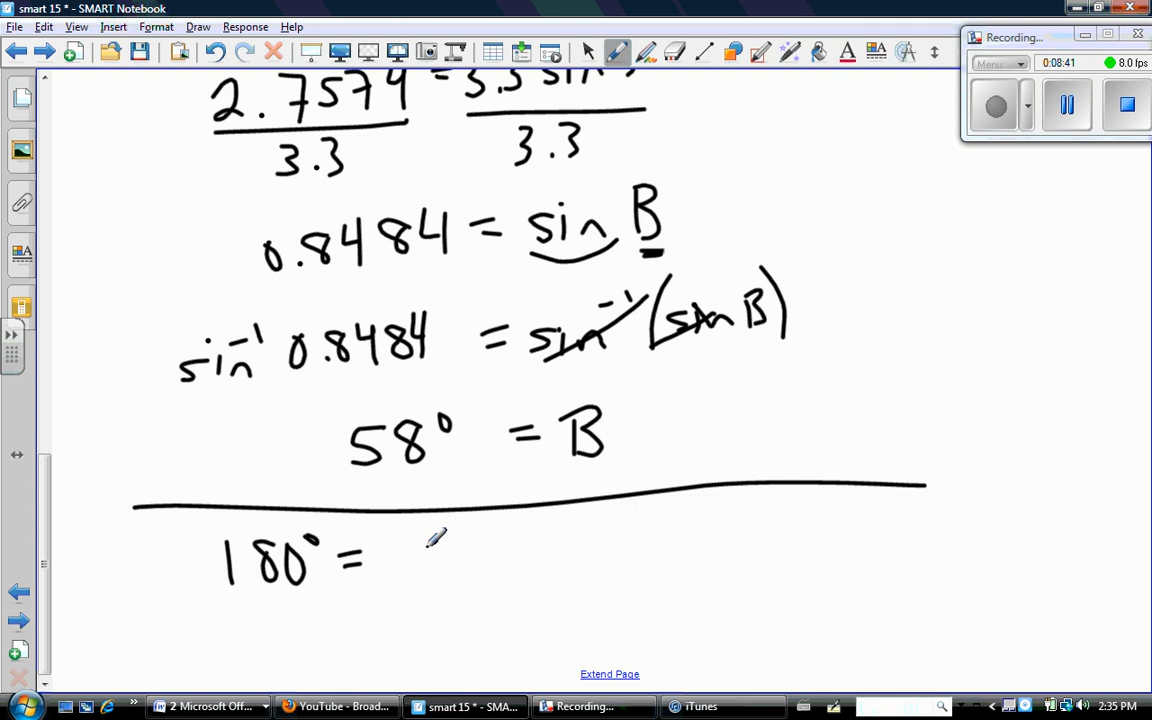 smart 15 * - SMART Notebook
File Edit View Insert Format Draw Response Help
Recording...
Menu
0:08:41 8.0 fps
2.7574 = 3.3 sin
3.3 3.3
0.8484 = sin B
sin⁻¹ 0.8484 = sin⁻¹ (sin B)
58° = B
180° =
Extend Page
2 Microsoft Off... YouTube - Broad... smart 15 * - SMA... Recording... iTunes 2:35 PM